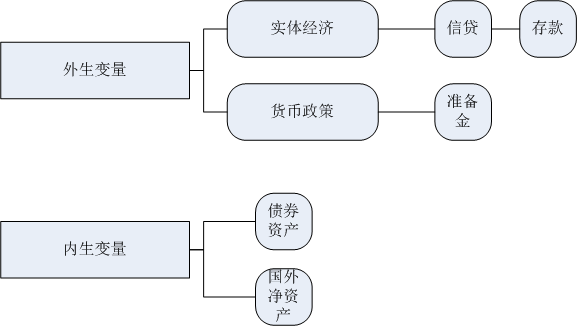 外生变量
实体经济
信贷
存款
货币政策
准备
金
内生变量
债券
资产
国外
净资
产